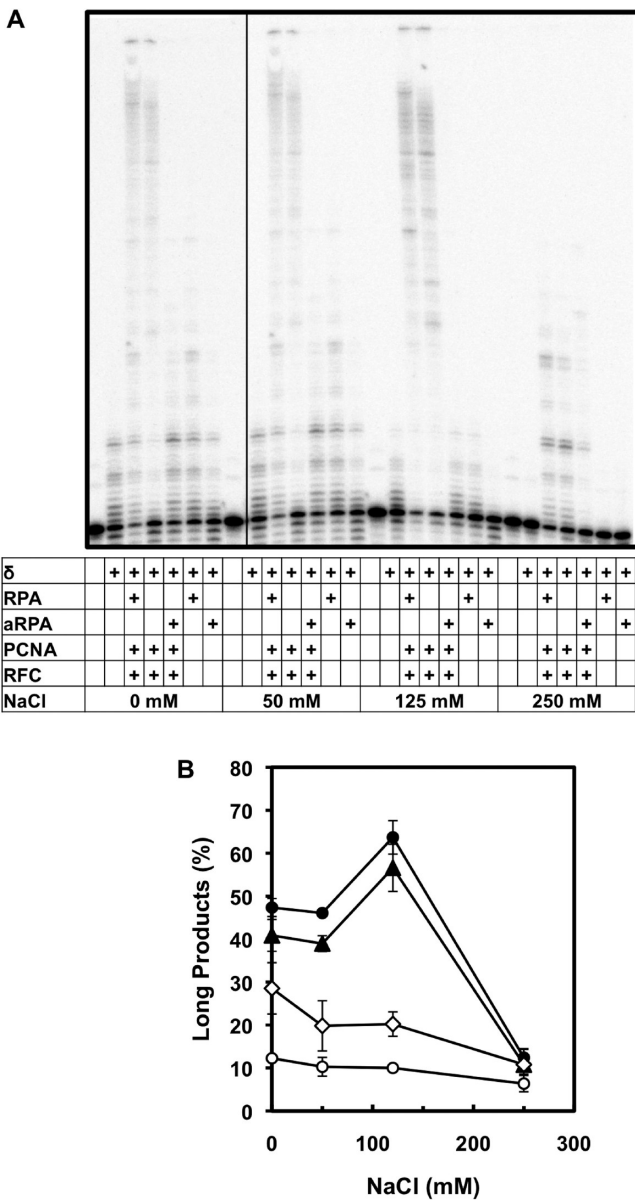 A
δ + + + + + + + + + + + + + + + + + + + + + + + +
RPA + + + + + + + +
aRPA + + + + + + + +
PCNA + + + + + + + + + + + +
RFC + + + + + + + + + + + +
NaCl 0 mM 50 mM 125 mM 250 mM
B
80
70
60
50
40
30
20
10
0
Long Products (%)
0 100 200 300
NaCl (mM)